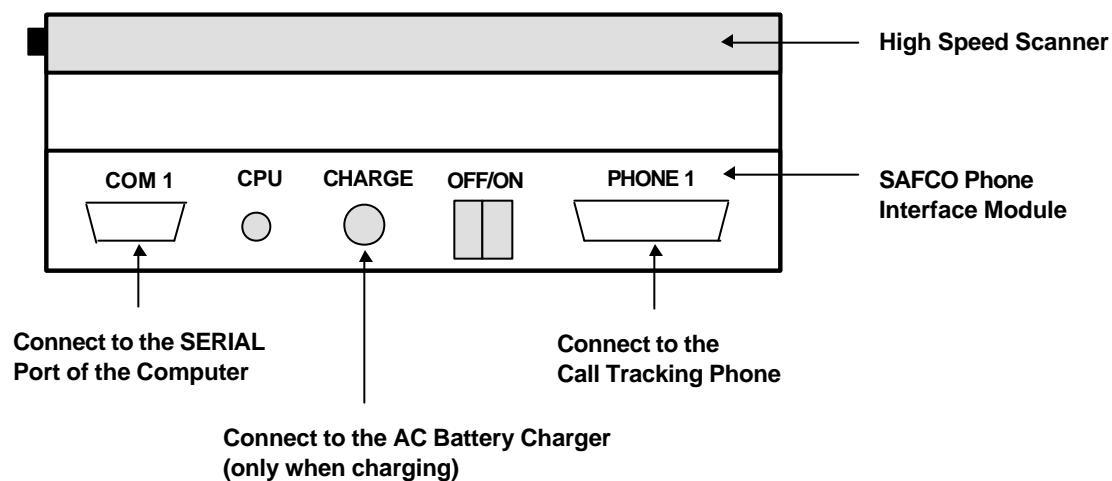 High Speed Scanner
COM 1 CPU CHARGE OFF/ON PHONE 1
SAFCO Phone
Interface Module
Connect to the SERIAL
Port of the Computer
Connect to the
Call Tracking Phone
Connect to the AC Battery Charger
(only when charging)